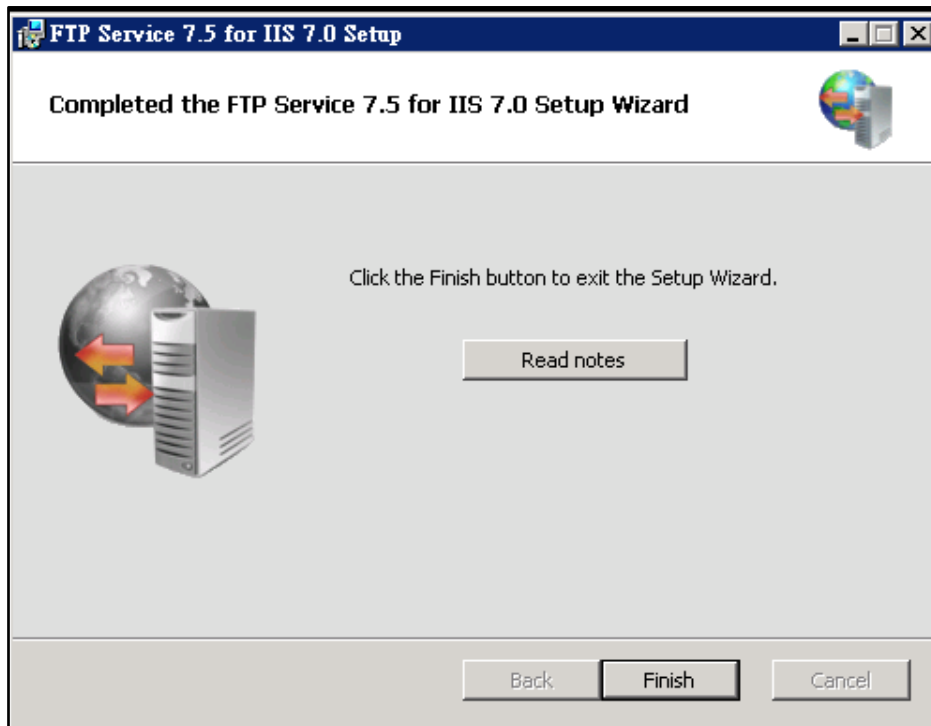 FTP Service 7.5 for IIS 7.0 Setup
Completed the FTP Service 7.5 for IIS 7.0 Setup Wizard
Click the Finish button to exit the Setup Wizard.
Read notes
Back Finish Cancel